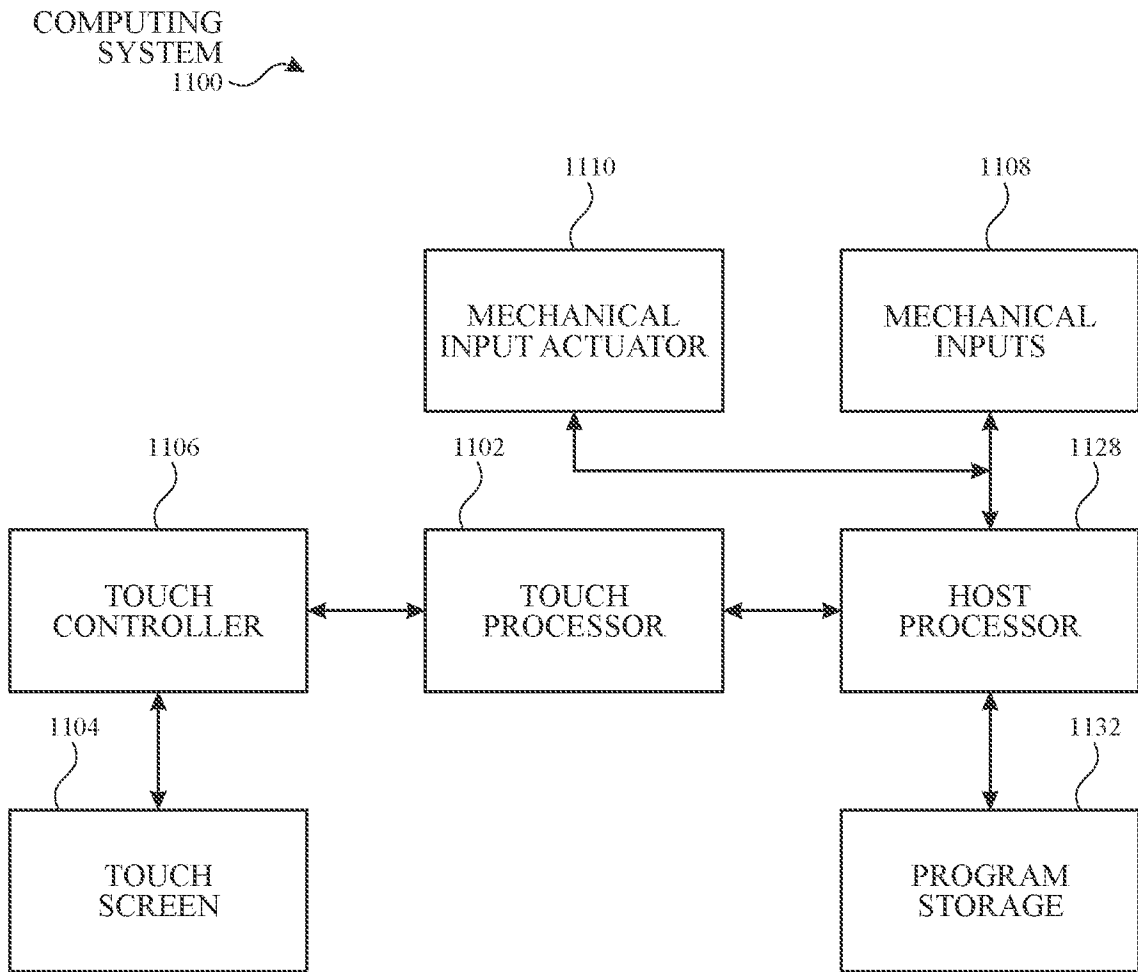 COMPUTING
SYSTEM
1100
1110
1108
MECHANICAL
INPUT ACTUATOR
MECHANICAL
INPUTS
1106
1102
1128
TOUCH
CONTROLLER
TOUCH
PROCESSOR
HOST
PROCESSOR
1104
1132
TOUCH
SCREEN
PROGRAM
STORAGE